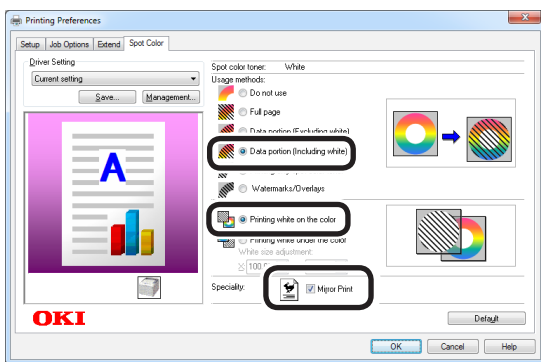 Printing Preferences
Setup Job Options Extend Spot Color
Driver Setting
Current setting
Save... Management...
A
OKI
Spot color toner: White
Usage methods:
Do not use
Full page
Data portion (Excluding white)
Data portion (Including white)
Watermarks/Overlays
Printing white on the color
Printing white under the color
White size adjustment:
Speciality: Mirror Print
Default
OK Cancel Help